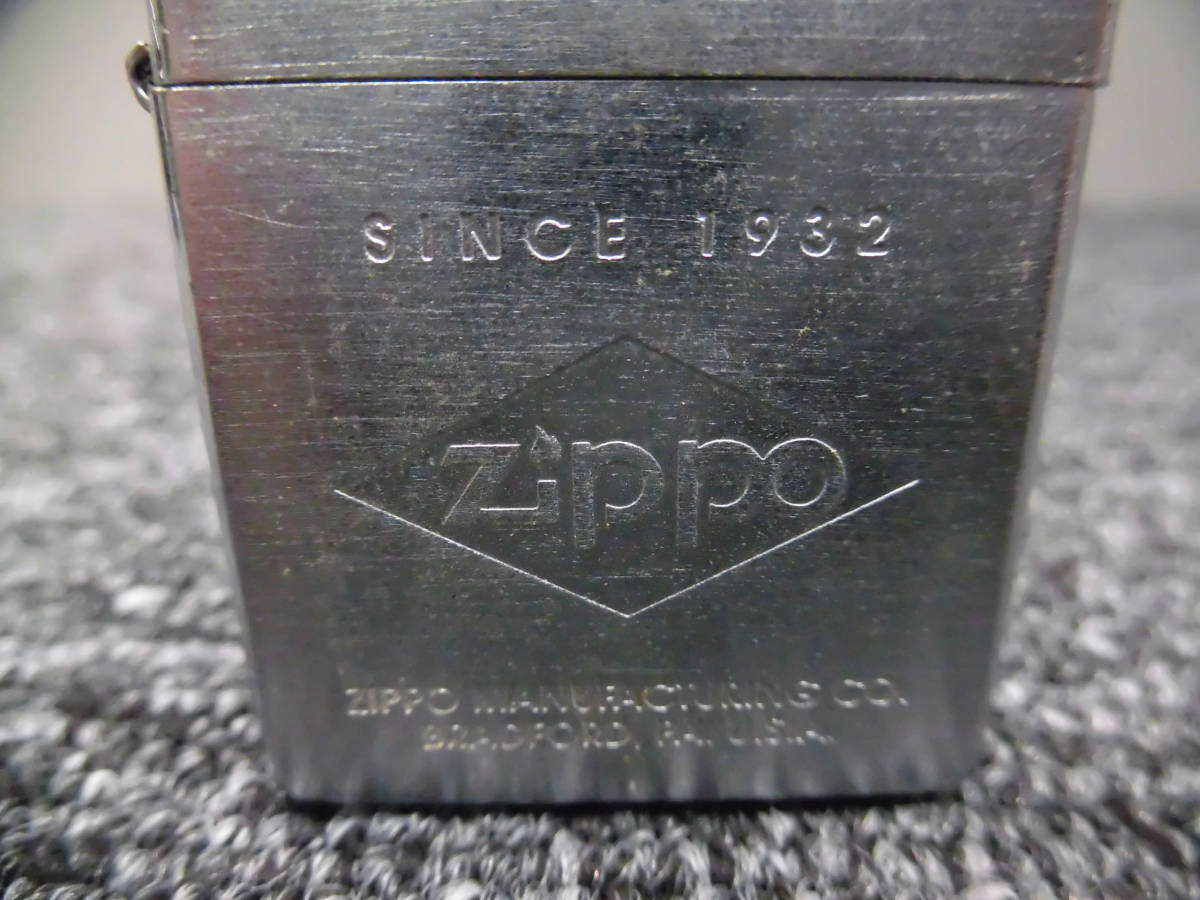 SINCE 1932
Zippo
ZIPPO MANUFACTURING CO.
BRADFORD, PA. U.S.A.